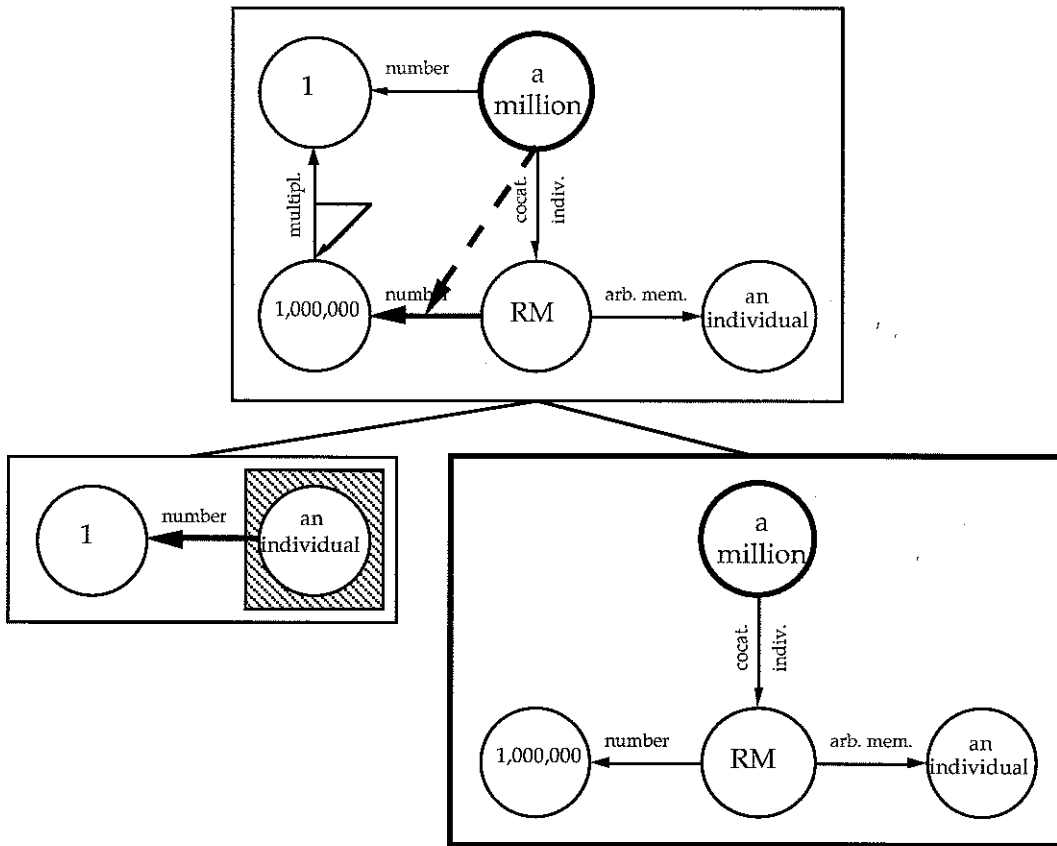 1
number
a
million
multipl.
cocat.
indiv.
1,000,000
number
RM
arb. mem.
an
individual
1
number
an
individual
a
million
cocat.
indiv.
1,000,000
number
RM
arb. mem.
an
individual